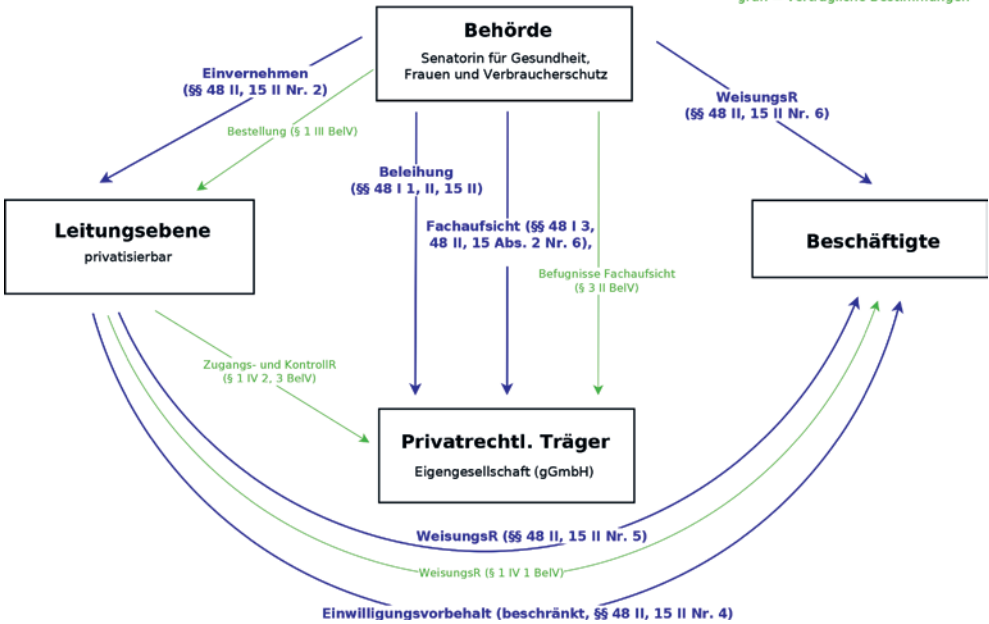 grün = Vertragliche Bestimmungen
Behörde
Senatorin für Gesundheit,
Frauen und Verbraucherschutz
Einvernehmen
(§§ 48 II, 15 II Nr. 2)
Bestellung (§ 1 III BelV)
WeisungsR
(§§ 48 II, 15 II Nr. 6)
Beleihung
(§§ 48 I 1, II, 15 II)
Leitungsebene
privatisierbar
Fachaufsicht (§§ 48 I 3,
48 II, 15 Abs. 2 Nr. 6),
Beschäftigte
Befugnisse Fachaufsicht
(§ 3 II BelV)
Zugangs- und KontrollR
(§ 1 IV 2, 3 BelV)
Privatrechtl. Träger
Eigengesellschaft (gGmbH)
WeisungsR (§§ 48 II, 15 II Nr. 5)
WeisungsR (§ 1 IV 1 BelV)
Einwilligungsvorbehalt (beschränkt, §§ 48 II, 15 II Nr. 4)